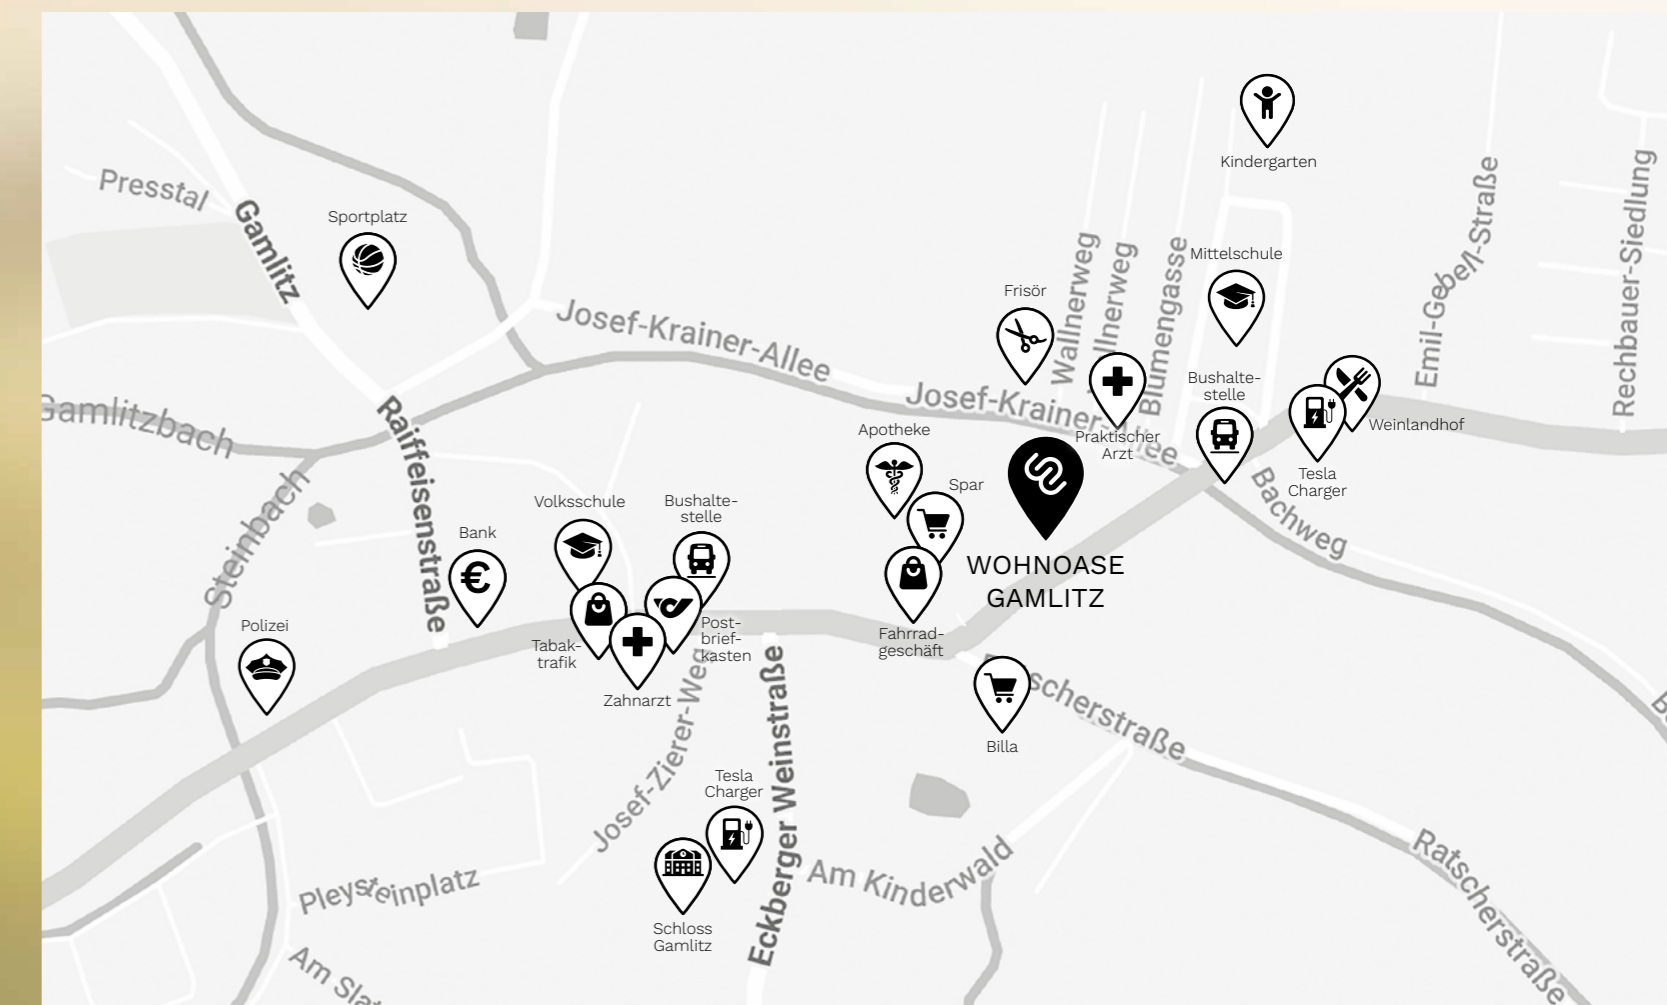 Kindergarten
Presstal
Gamlitz
Sportplatz
Mittelschule
Emil-Gebell-Straße
Rechbauer-Siedlung
Wallnerweg
Blumengasse
Frisör
Josef-Krainer-Allee
Josef-Krainer-Allee
Bushalte-
stelle
Weinlandhof
Praktischer
Arzt
Tesla
Charger
Gamlitzbach
Raiffeisenstraße
Apotheke
Spar
Bachweg
Steinbach
Volksschule
Bushalte-
stelle
Bank
€
WOHNOASE
GAMLITZ
Polizei
Tabak-
trafik
Post-
brief-
kasten
Fahrrad-
geschäft
Zahnarzt
Josef-Zierer-Weg
Eckberger Weinstraße
Billa
Tesla
Charger
Am Kinderwald
Ratscherstraße
Pleysteinplatz
Schloss
Gamlitz